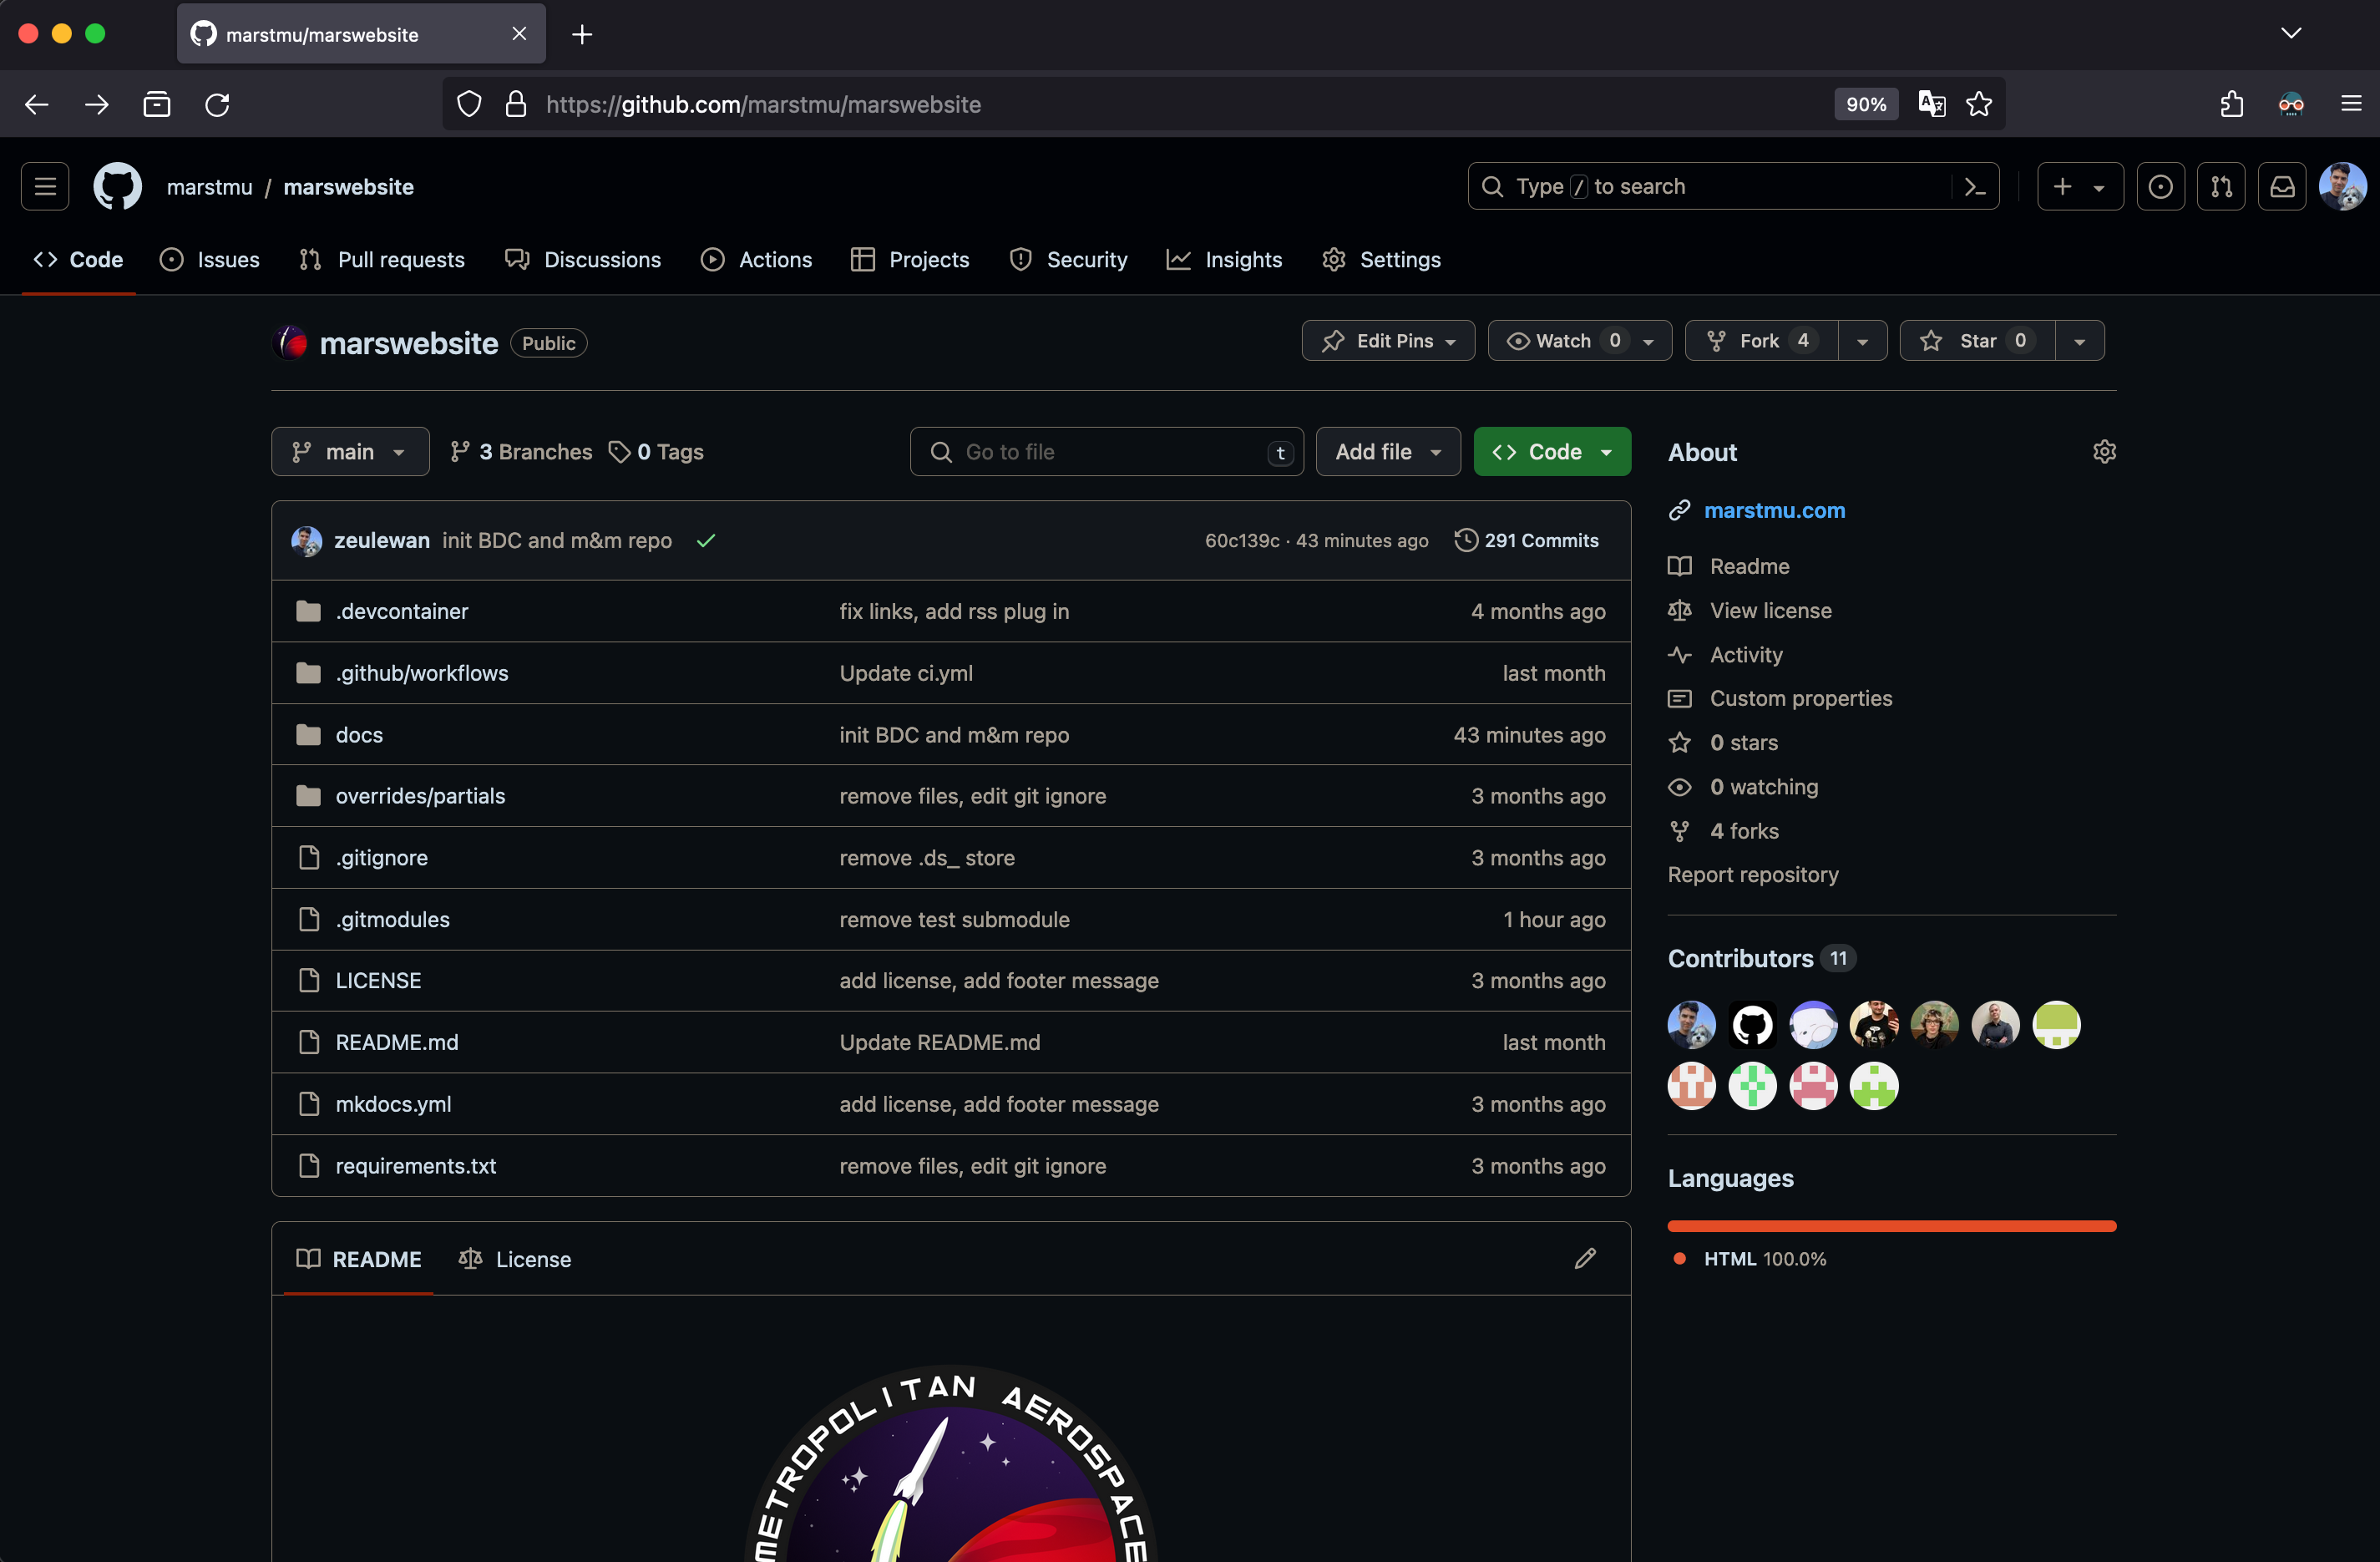 marstmu/marswebsite
https://github.com/marstmu/marswebsite
90%
marstmu / marswebsite
Type / to search
Code Issues Pull requests Discussions Actions Projects Security Insights Settings
marswebsite Public
Edit Pins Watch 0 Fork 4 Star 0
main 3 Branches 0 Tags
Go to file t Add file Code
zeulewan init BDC and m&m repo 60c139c · 43 minutes ago 291 Commits
.devcontainer fix links, add rss plug in 4 months ago
.github/workflows Update ci.yml last month
docs init BDC and m&m repo 43 minutes ago
overrides/partials remove files, edit git ignore 3 months ago
.gitignore remove .ds_ store 3 months ago
.gitmodules remove test submodule 1 hour ago
LICENSE add license, add footer message 3 months ago
README.md Update README.md last month
mkdocs.yml add license, add footer message 3 months ago
requirements.txt remove files, edit git ignore 3 months ago
README License
METROPOLITAN AEROSPACE
About
marstmu.com
Readme
View license
Activity
Custom properties
0 stars
0 watching
4 forks
Report repository
Contributors 11
Languages
HTML 100.0%